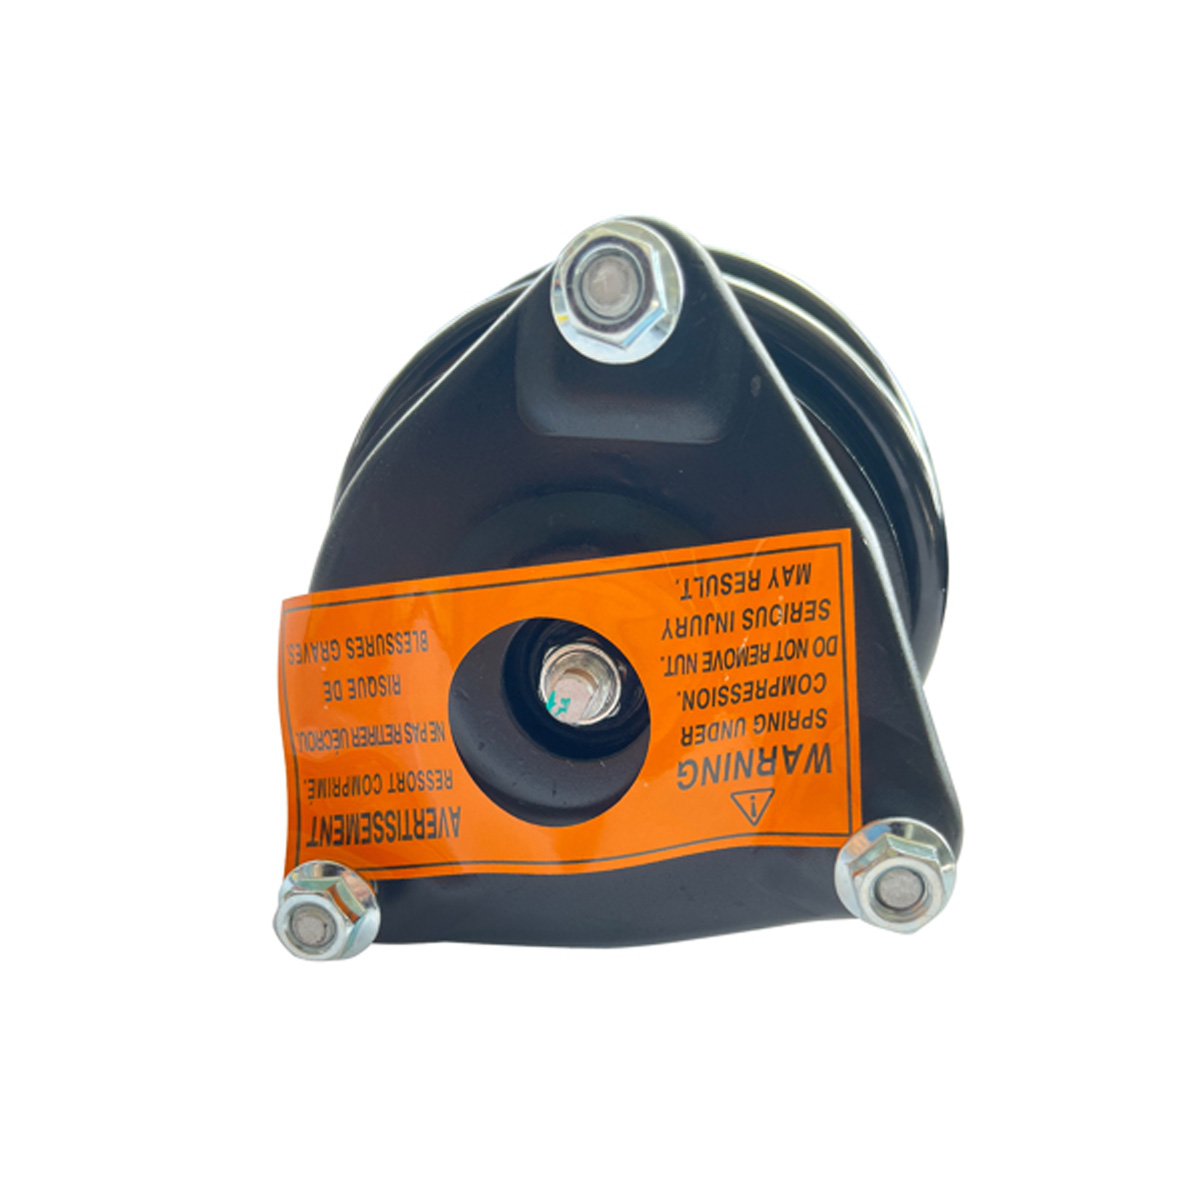 WARNING
SPRING UNDER
COMPRESSION.
DO NOT REMOVE NUT.
SERIOUS INJURY
MAY RESULT.
AVERTISSEMENT
RESSORT COMPRIMÉ.
NE PAS RETIRER L'ÉCROU.
RISQUE DE
BLESSURES GRAVES.